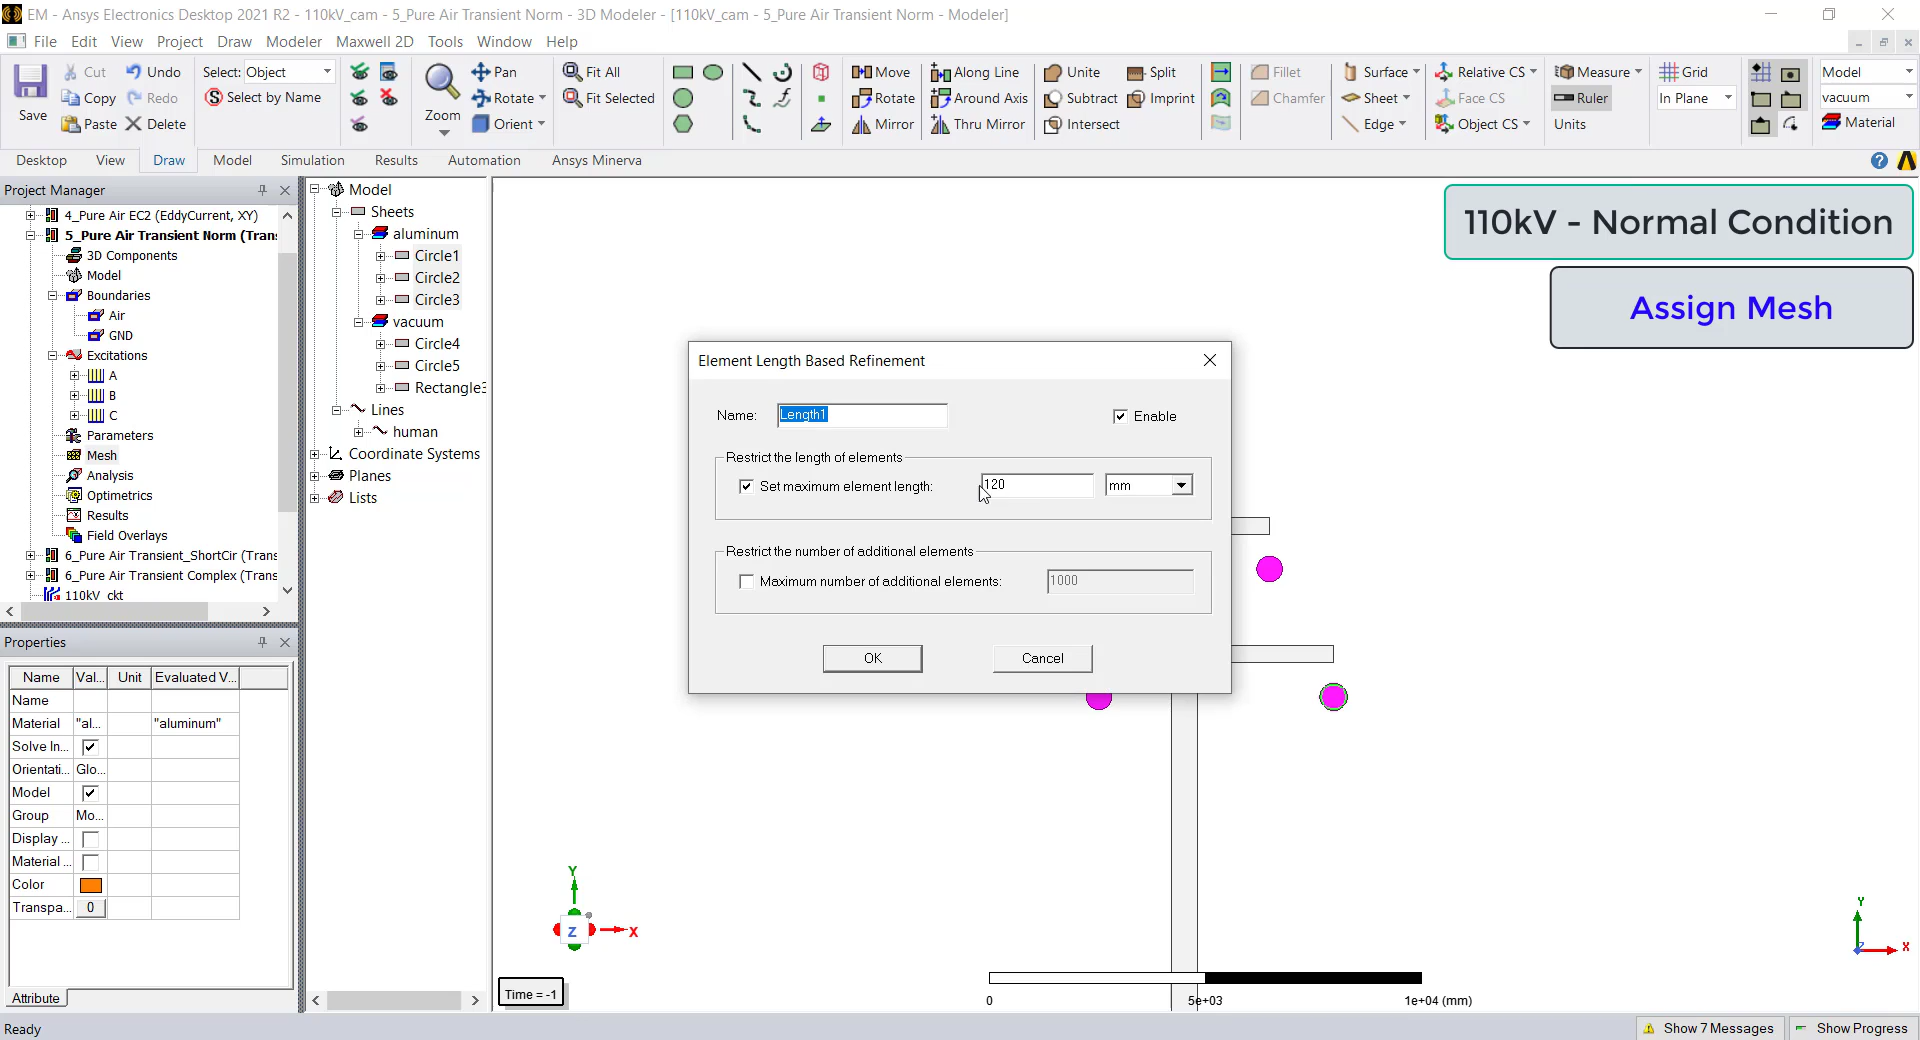 EM - Ansys Electronics Desktop 2021 R2 - 110kV_cam - 5_Pure Air Transient Norm - 3D Modeler - [110kV_cam - 5_Pure Air Transient Norm - Modeler]
File Edit View Project Draw Modeler Maxwell 2D Tools Window Help
Save
Cut Undo
Copy Redo
Paste Delete
Select: Object
Select by Name
Zoom
Pan
Rotate
Orient
Fit All
Fit Selected
Move
Rotate
Mirror
Along Line
Around Axis
Thru Mirror
Unite Split
Subtract Imprint
Intersect
Fillet
Chamfer
Surface
Sheet
Edge
Relative CS
Face CS
Object CS
Measure
Ruler
Units
Grid
In Plane
Model
vacuum
Material
Desktop View Draw Model Simulation Results Automation Ansys Minerva
Project Manager
4_Pure Air EC2 (EddyCurrent, XY)
5_Pure Air Transient Norm (Tran
3D Components
Model
Boundaries
Air
GND
Excitations
A
B
C
Parameters
Mesh
Analysis
Optimetrics
Results
Field Overlays
6_Pure Air Transient_ShortCir (Trans
6_Pure Air Transient Complex (Trans
110kV_ckt
Properties
Name Val... Unit Evaluated V...
Name
Material "al... "aluminum"
Solve In...
Orientati... Glo...
Model
Group Mo...
Display ...
Material ...
Color
Transpa... 0
Attribute
Model
Sheets
aluminum
Circle1
Circle2
Circle3
vacuum
Circle4
Circle5
Rectangle3
Lines
human
Coordinate Systems
Planes
Lists
110kV - Normal Condition
Assign Mesh
Element Length Based Refinement
Name: Length1 Enable
Restrict the length of elements
Set maximum element length: 120 mm
Restrict the number of additional elements
Maximum number of additional elements: 1000
OK Cancel
Y
Z X
Time = -1
0 5e+03 1e+04 (mm)
Y
Z X
Ready
Show 7 Messages Show Progress